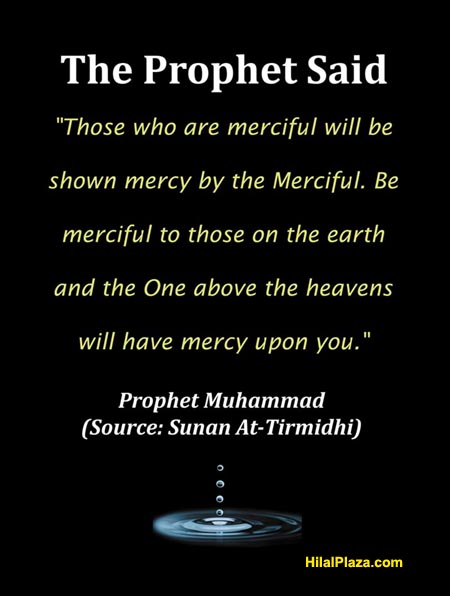 The Prophet Said
"Those who are merciful will be
shown mercy by the Merciful. Be
merciful to those on the earth
and the One above the heavens
will have mercy upon you."
Prophet Muhammad
(Source: Sunan At-Tirmidhi)
HilalPlaza.com